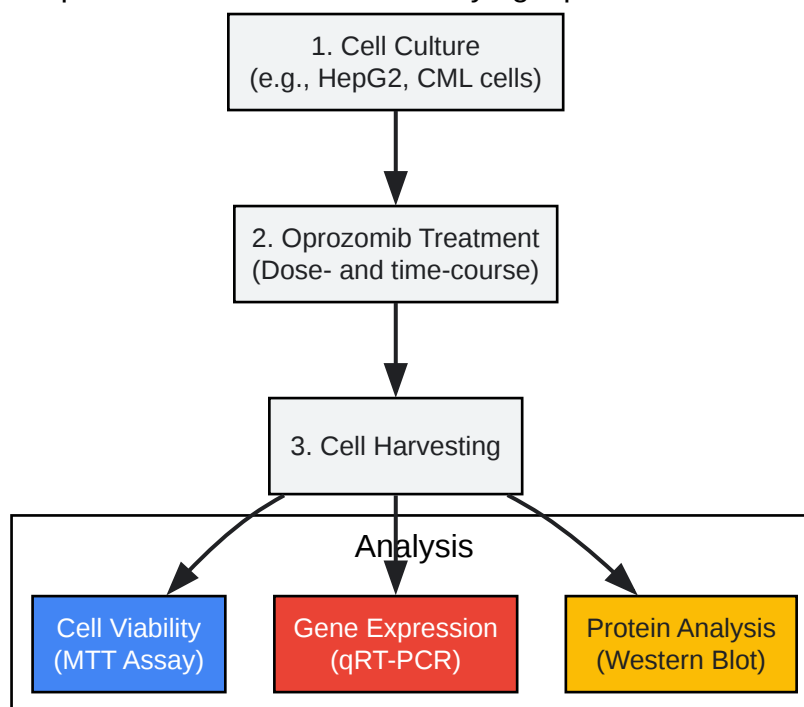 1. Cell Culture
(e.g., HepG2, CML cells)
2. Oprozomib Treatment
(Dose- and time-course)
3. Cell Harvesting
Analysis
Cell Viability
(MTT Assay)
Gene Expression
(qRT-PCR)
Protein Analysis
(Western Blot)